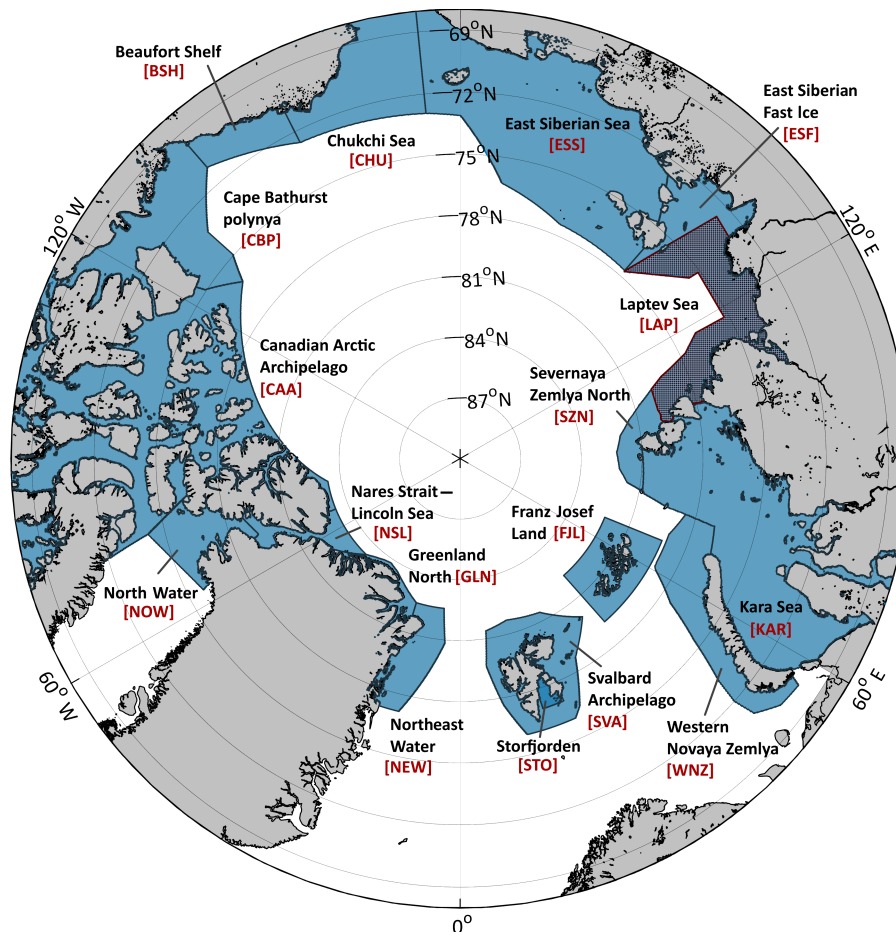 69°N
Beaufort Shelf
[BSH]
72°N
East Siberian
Fast Ice
[ESF]
East Siberian Sea
[ESS]
Chukchi Sea
[CHU]
75°N
Cape Bathurst
polynya
[CBP]
120° W
78°N
120° E
81°N
Laptev Sea
[LAP]
84°N
Canadian Arctic
Archipelago
[CAA]
Severnaya
Zemlya North
[SZN]
87°N
Nares Strait—
Lincoln Sea
[NSL]
Franz Josef
Land [FJL]
Greenland
North [GLN]
North Water
[NOW]
Kara Sea
[KAR]
60° W
60° E
Svalbard
Archipelago
[SVA]
Northeast
Water
[NEW]
Storfjorden
[STO]
Western
Novaya Zemlya
[WNZ]
0°